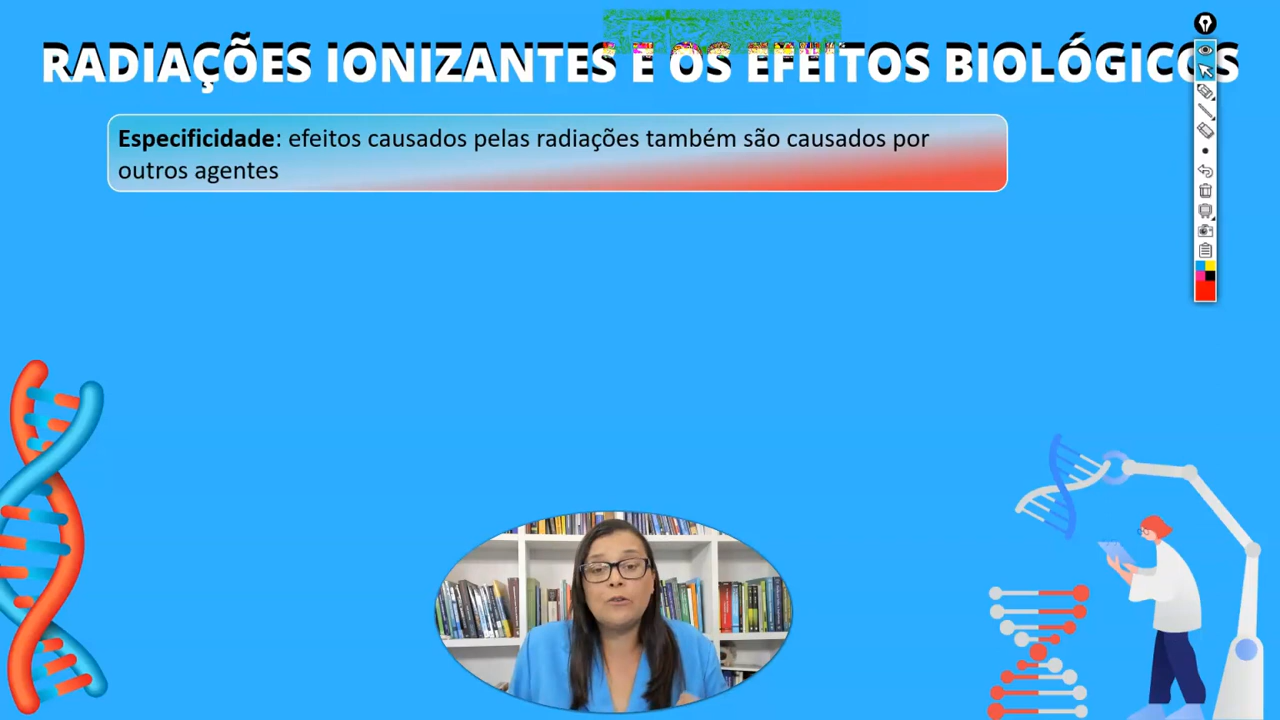 RADIAÇÕES IONIZANTES E OS EFEITOS BIOLÓGICOS
Especificidade: efeitos causados pelas radiações também são causados por
outros agentes